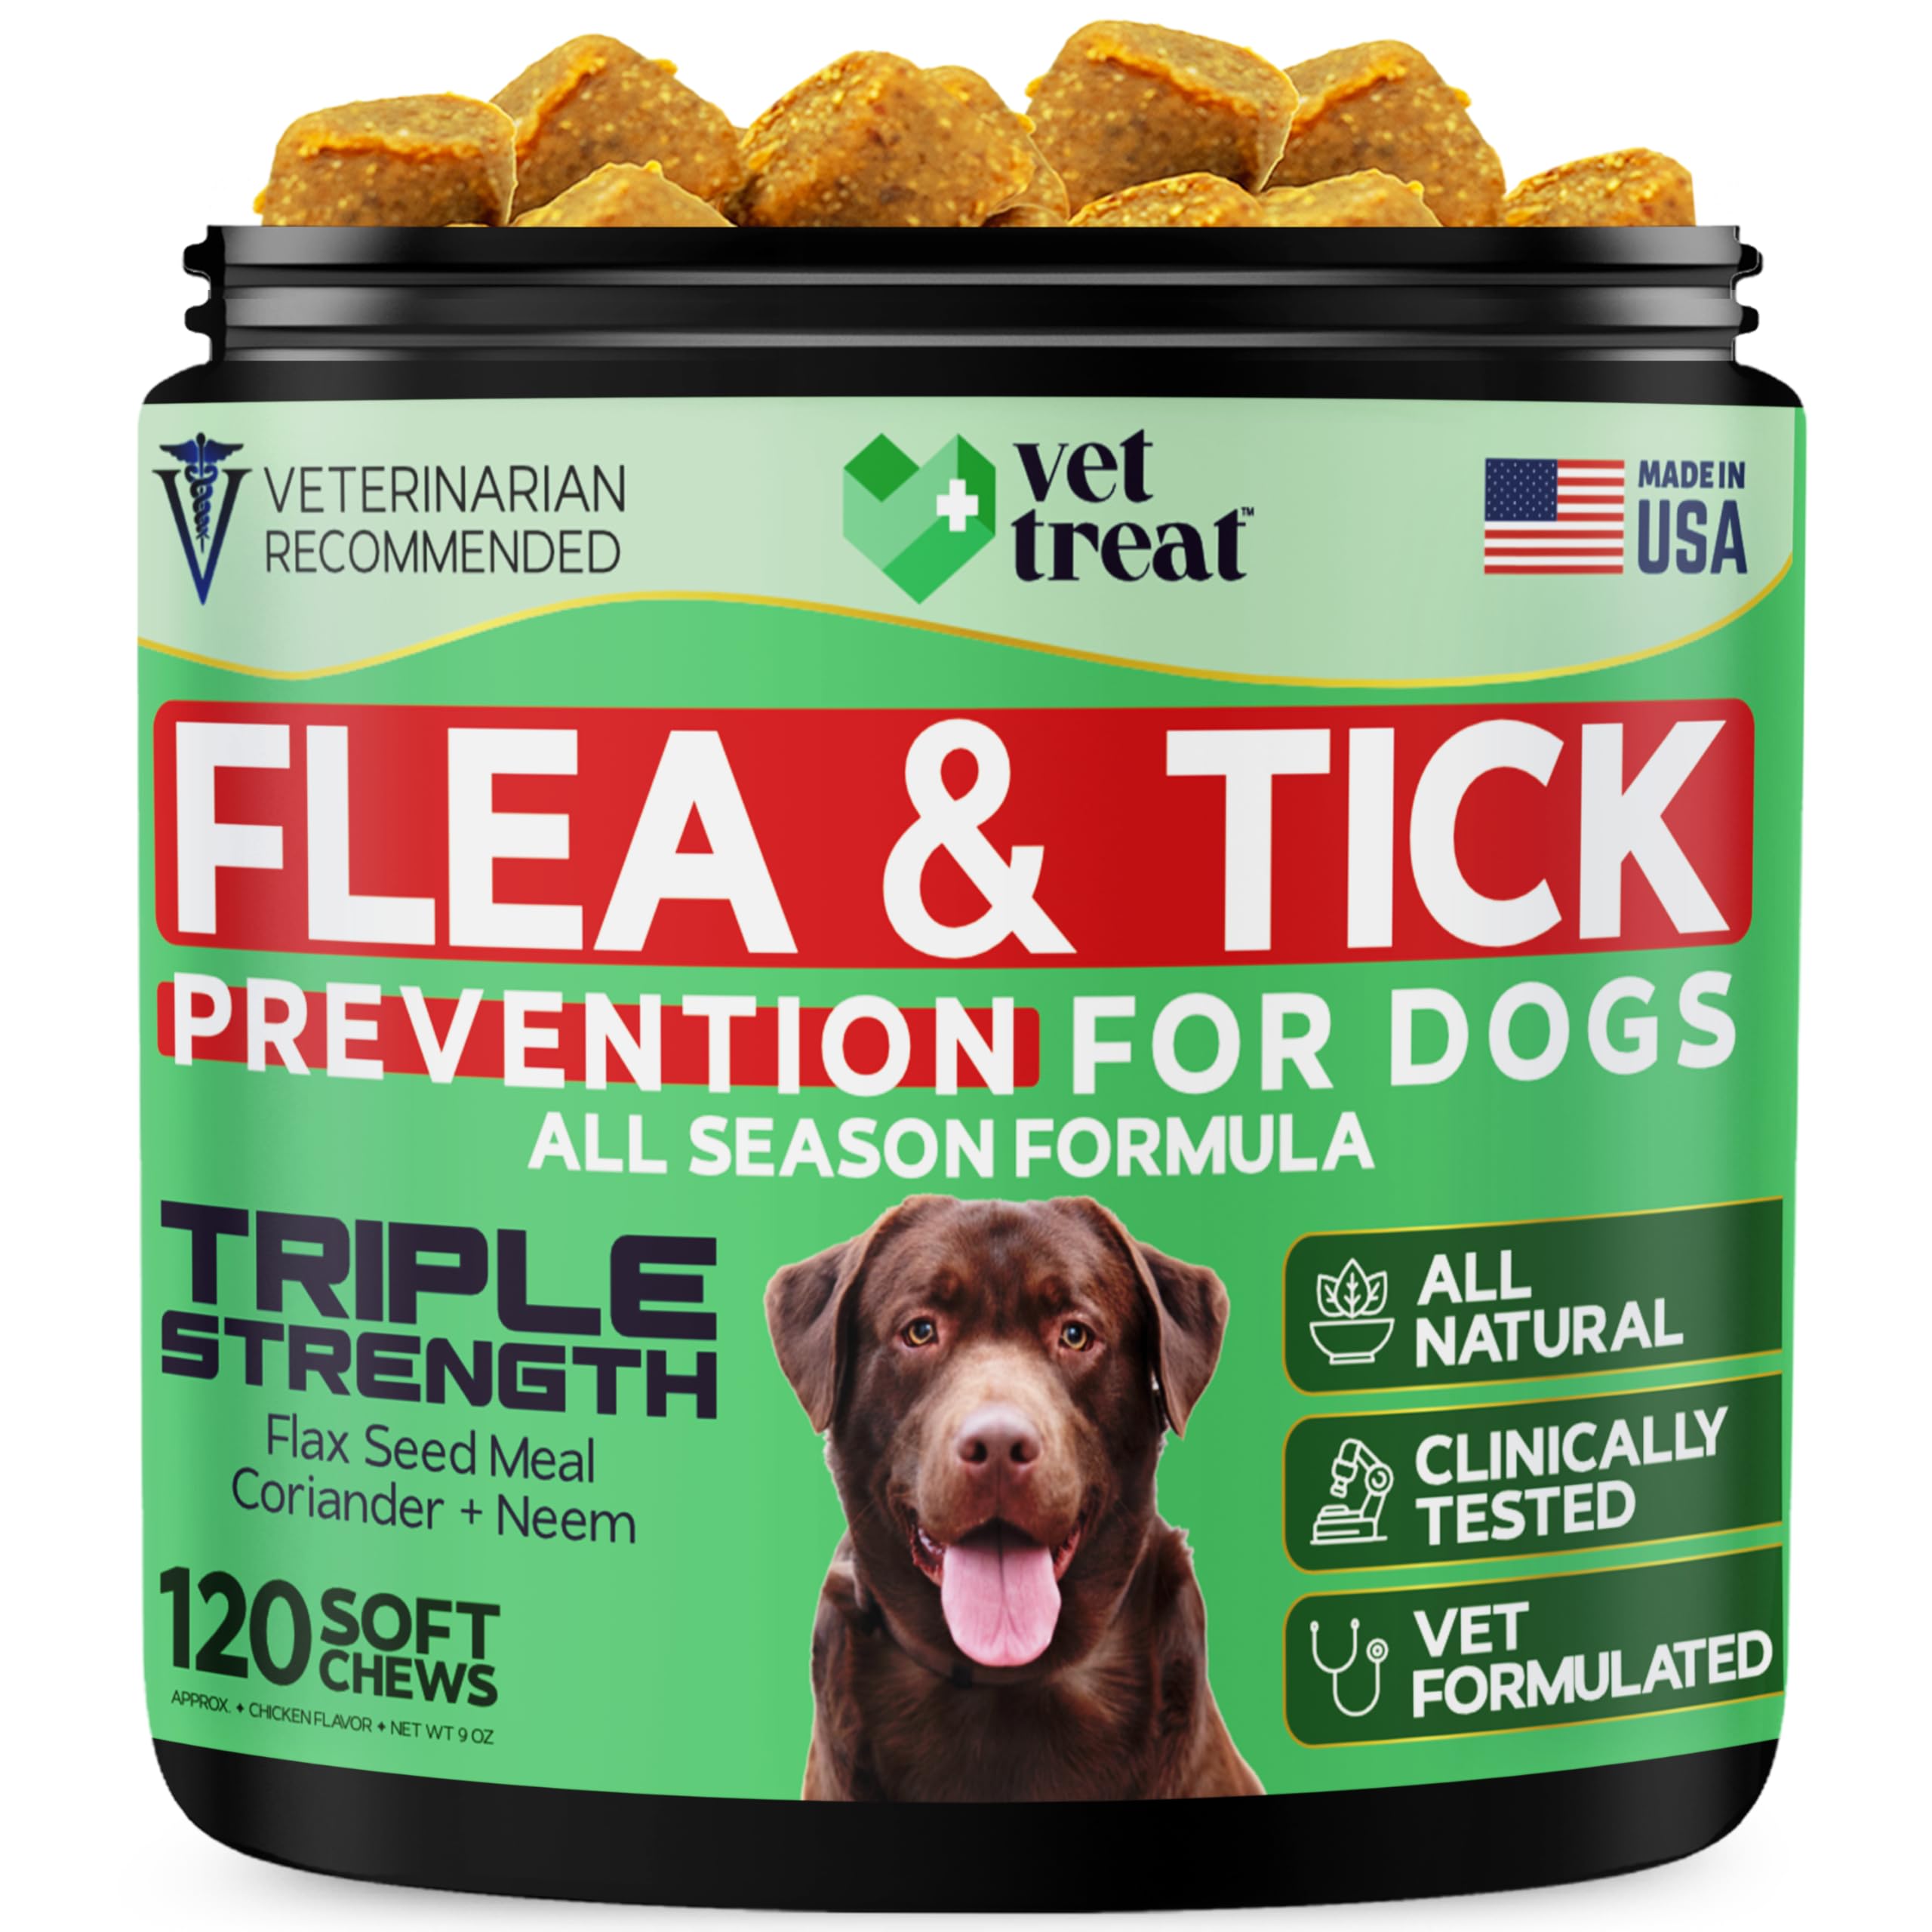 VETERINARIAN
RECOMMENDED
vet
treat™
MADE IN
USA
FLEA & TICK
PREVENTION FOR DOGS
ALL SEASON FORMULA
TRIPLE
STRENGTH
Flax Seed Meal
Coriander + Neem
120 SOFT
CHEWS
APPROX. ✦ CHICKEN FLAVOR ✦ NET WT 9 OZ
ALL
NATURAL
CLINICALLY
TESTED
VET
FORMULATED